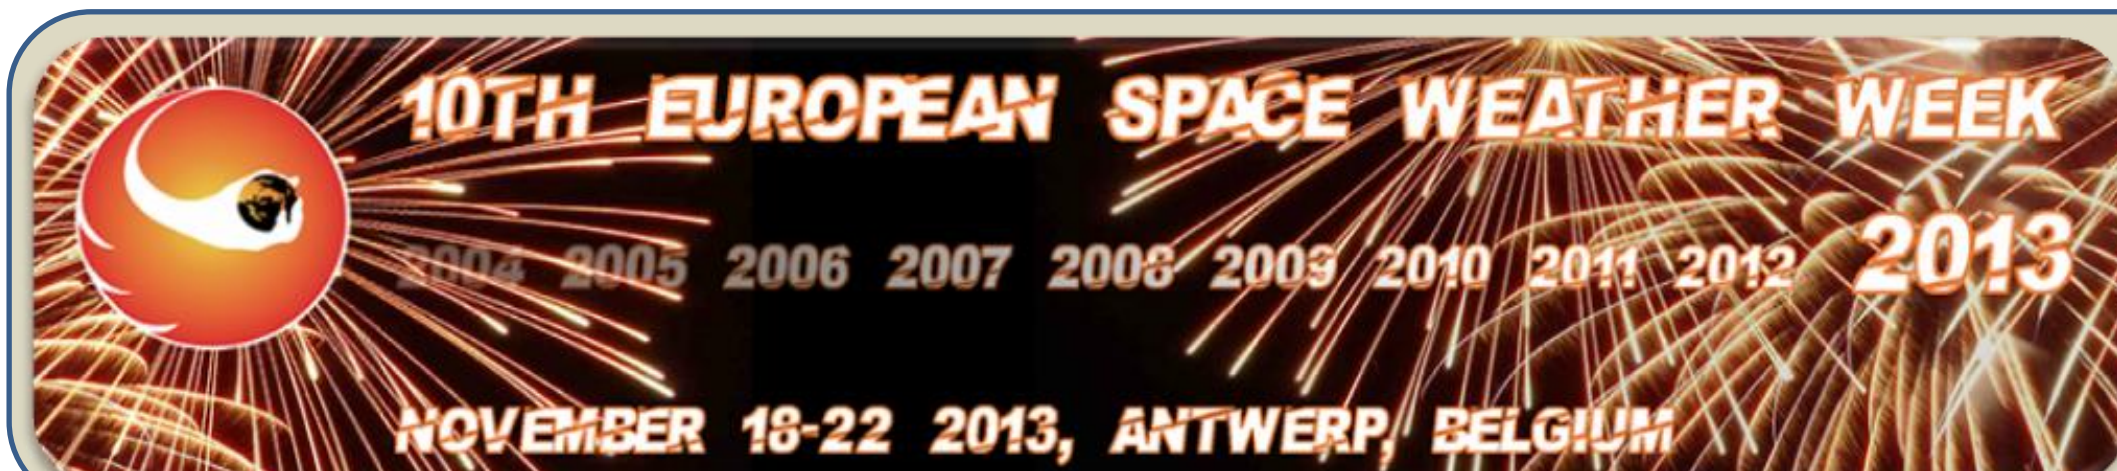 10TH EUROPEAN SPACE WEATHER WEEK
2004 2005 2006 2007 2008 2009 2010 2011 2012 2013
NOVEMBER 18-22 2013, ANTWERP, BELGIUM